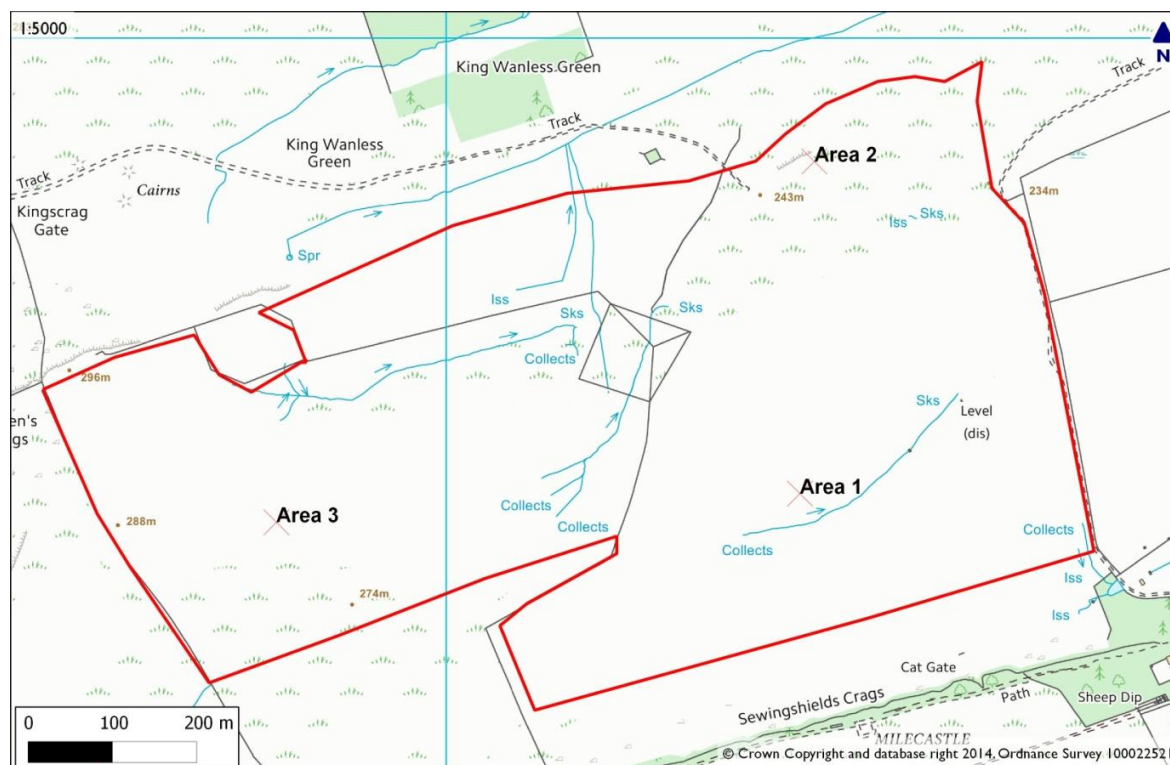 1:5000
N
King Wanless Green
Track
Track
King Wanless
Green
Area 2
Track
Cairns
Kingscrag
Gate
243m
234m
Iss
Sks
Spr
Iss
Sks
Sks
Collects
296m
Sks
Level
(dis)
Area 1
Area 3
288m
Collects
Collects
Collects
Collects
Iss
Iss
274m
Cat Gate
Sewingshields Crags
Path
Sheep Dip
MILECASTLE
0 100 200 m
© Crown Copyright and database right 2014, Ordnance Survey 10002252